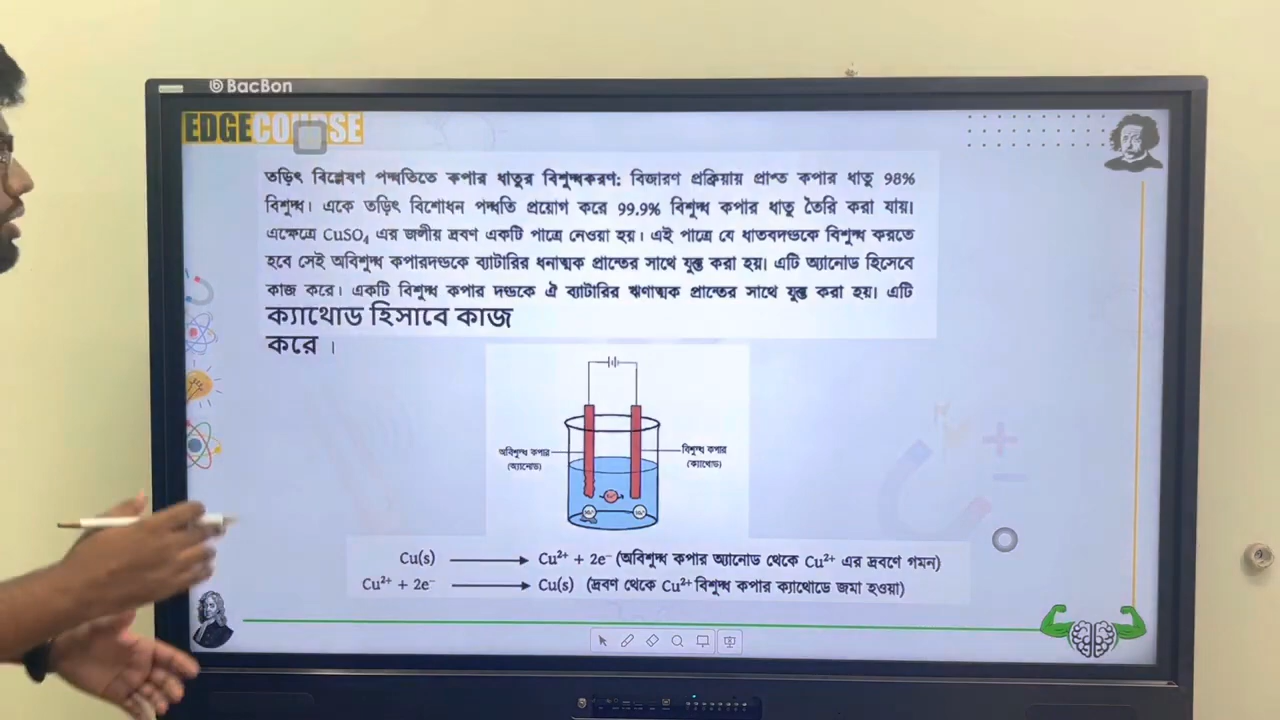 BacBon
EDGECOURSE
তড়িৎ বিশ্লেষণ পদ্ধতিতে কপার ধাতুর বিশুদ্ধকরণ: বিজারণ প্রক্রিয়ায় প্রাপ্ত কপার ধাতু 98%
বিশুদ্ধ। একে তড়িৎ বিশোধন পদ্ধতি প্রয়োগ করে 99.9% বিশুদ্ধ কপার ধাতু তৈরি করা যায়।
এক্ষেত্রে CuSO₄ এর জলীয় দ্রবণ একটি পাত্রে নেওয়া হয়। এই পাত্রে যে ধাতবদণ্ডকে বিশুদ্ধ করতে
হবে সেই অবিশুদ্ধ কপারদণ্ডকে ব্যাটারির ধনাত্মক প্রান্তের সাথে যুক্ত করা হয়। এটি অ্যানোড হিসেবে
কাজ করে। একটি বিশুদ্ধ কপার দণ্ডকে ঐ ব্যাটারির ঋণাত্মক প্রান্তের সাথে যুক্ত করা হয়। এটি
ক্যাথোড হিসাবে কাজ
করে ।
অবিশুদ্ধ কপার
(অ্যানোড)
বিশুদ্ধ কপার
(ক্যাথোড)
Cu(s) ⟶ Cu²⁺ + 2e⁻ (অবিশুদ্ধ কপার অ্যানোড থেকে Cu²⁺ এর দ্রবণে গমন)
Cu²⁺ + 2e⁻ ⟶ Cu(s) (দ্রবণ থেকে Cu²⁺ বিশুদ্ধ কপার ক্যাথোডে জমা হওয়া)